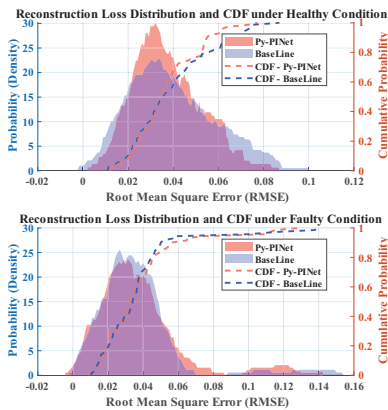 Reconstruction Loss Distribution and CDF under Healthy Condition
30
25
20
15
10
5
0
Probability (Density)
1
0.8
0.6
0.4
0.2
0
Cumulative Probability
Py-PINet
BaseLine
CDF - Py-PINet
CDF - BaseLine
-0.02 0 0.02 0.04 0.06 0.08 0.1 0.12
Root Mean Square Error (RMSE)
Reconstruction Loss Distribution and CDF under Faulty Condition
30
25
20
15
10
5
0
Probability (Density)
1
0.8
0.6
0.4
0.2
0
Cumulative Probability
Py-PINet
BaseLine
CDF - Py-PINet
CDF - BaseLine
-0.02 0 0.02 0.04 0.06 0.08 0.1 0.12 0.14 0.16
Root Mean Square Error (RMSE)